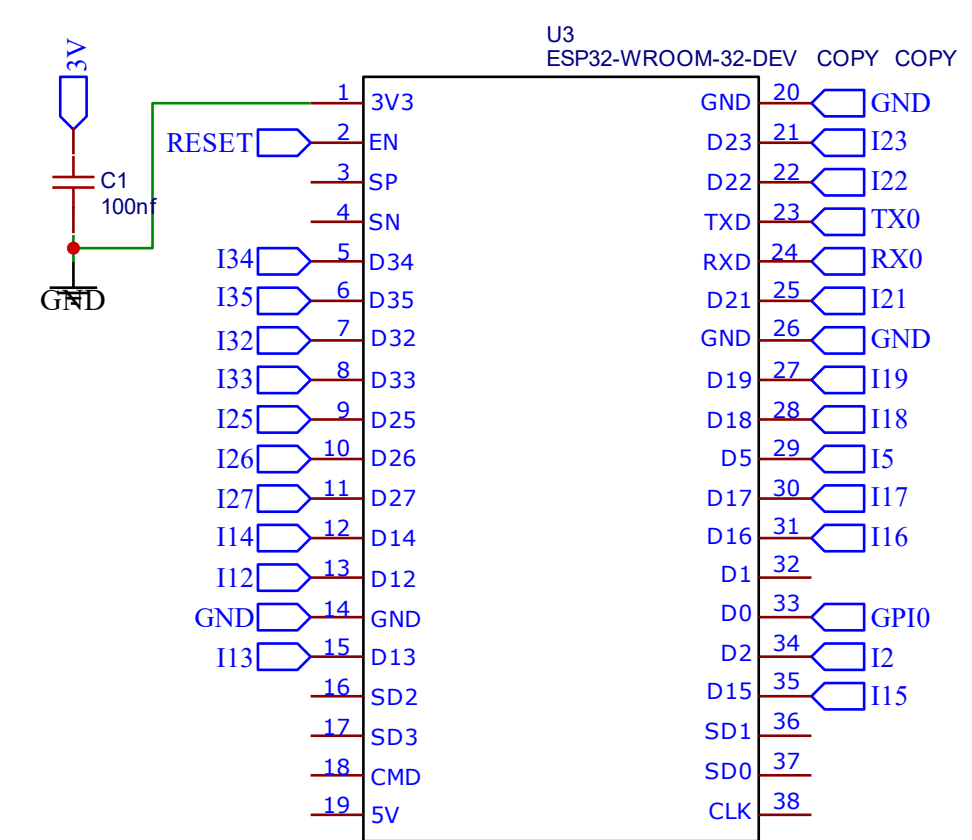 U3
ESP32-WROOM-32-DEV COPY COPY
3V
C1
100nf
GND
1 3V3
RESET 2 EN
3 SP
4 SN
I34 5 D34
I35 6 D35
I32 7 D32
I33 8 D33
I25 9 D25
I26 10 D26
I27 11 D27
I14 12 D14
I12 13 D12
GND 14 GND
I13 15 D13
16 SD2
17 SD3
18 CMD
19 5V
GND 20 GND
D23 21 I23
D22 22 I22
TXD 23 TX0
RXD 24 RX0
D21 25 I21
GND 26 GND
D19 27 I19
D18 28 I18
D5 29 I5
D17 30 I17
D16 31 I16
D1 32
D0 33 GPI0
D2 34 I2
D15 35 I15
SD1 36
SD0 37
CLK 38